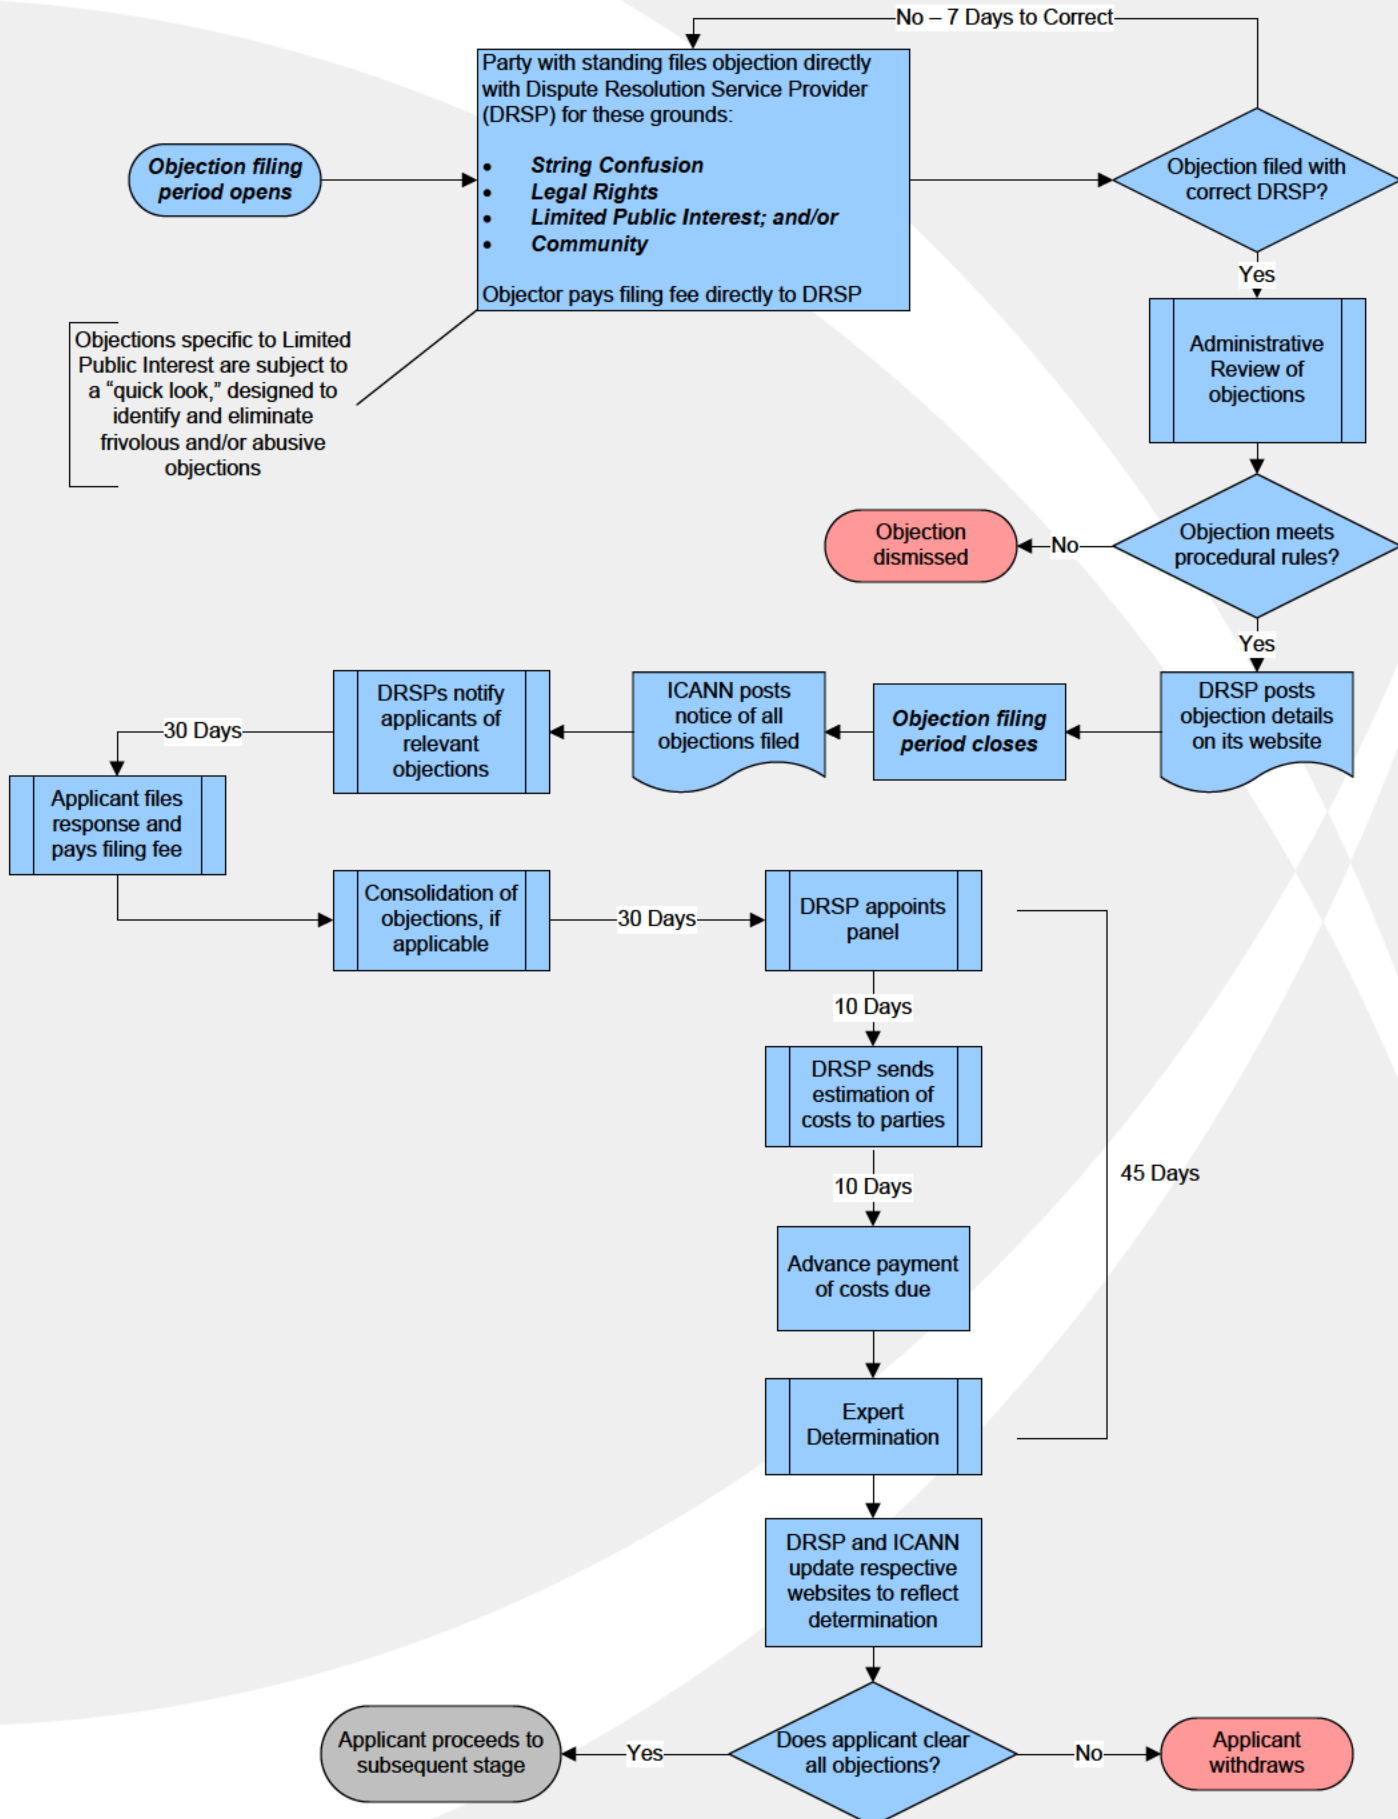 No – 7 Days to Correct
Party with standing files objection directly
with Dispute Resolution Service Provider
(DRSP) for these grounds:
• String Confusion
• Legal Rights
• Limited Public Interest; and/or
• Community
Objector pays filing fee directly to DRSP
Objection filing
period opens
Objection filed with
correct DRSP?
Yes
Objections specific to Limited
Public Interest are subject to
a “quick look,” designed to
identify and eliminate
frivolous and/or abusive
objections
Administrative
Review of
objections
Objection meets
procedural rules?
No
Objection
dismissed
Yes
DRSP posts
objection details
on its website
Objection filing
period closes
ICANN posts
notice of all
objections filed
DRSPs notify
applicants of
relevant
objections
30 Days
Applicant files
response and
pays filing fee
Consolidation of
objections, if
applicable
30 Days
DRSP appoints
panel
10 Days
DRSP sends
estimation of
costs to parties
10 Days
45 Days
Advance payment
of costs due
Expert
Determination
DRSP and ICANN
update respective
websites to reflect
determination
Does applicant clear
all objections?
Yes
Applicant proceeds to
subsequent stage
No
Applicant
withdraws